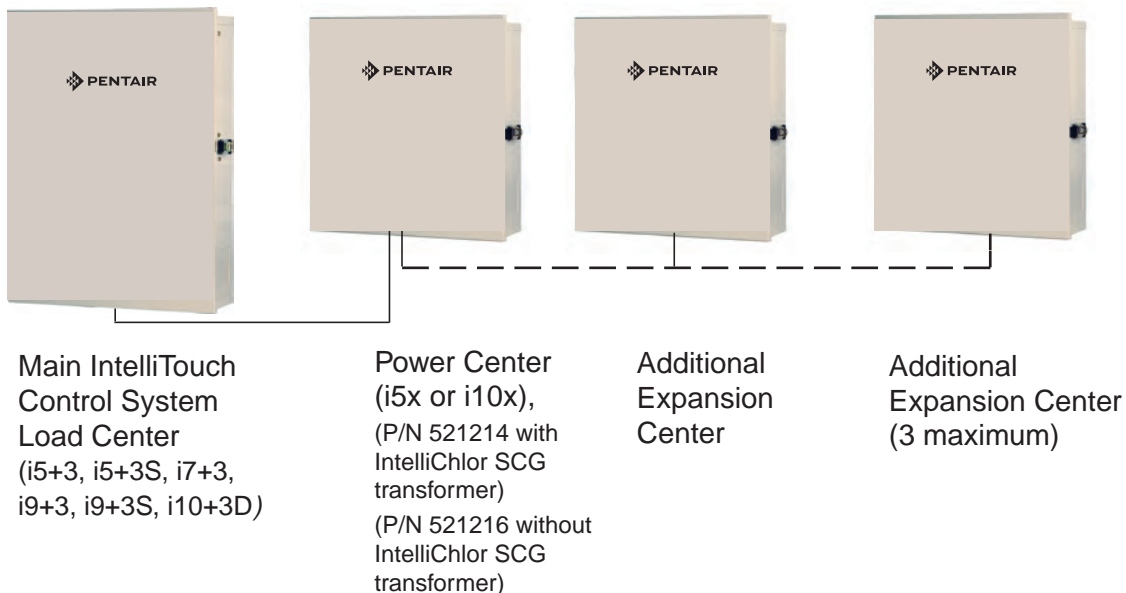 PENTAIR
PENTAIR
PENTAIR
PENTAIR
Main IntelliTouch
Control System
Load Center
(i5+3, i5+3S, i7+3,
i9+3, i9+3S, i10+3D)
Power Center
(i5x or i10x),
(P/N 521214 with
IntelliChlor SCG
transformer)
(P/N 521216 without
IntelliChlor SCG
transformer)
Additional
Expansion
Center
Additional
Expansion Center
(3 maximum)